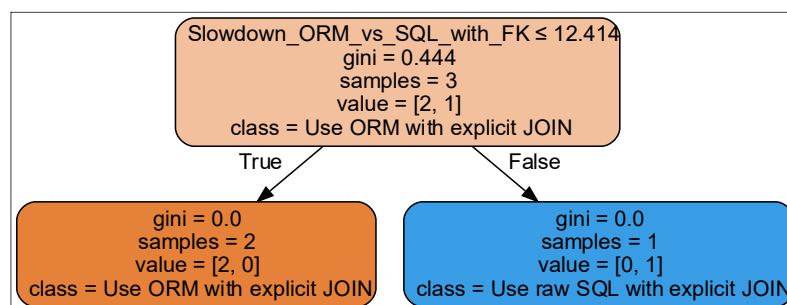 Slowdown_ORM_vs_SQL_with_FK ≤ 12.414
gini = 0.444
samples = 3
value = [2, 1]
class = Use ORM with explicit JOIN
True
False
gini = 0.0
samples = 2
value = [2, 0]
class = Use ORM with explicit JOIN
gini = 0.0
samples = 1
value = [0, 1]
class = Use raw SQL with explicit JOIN